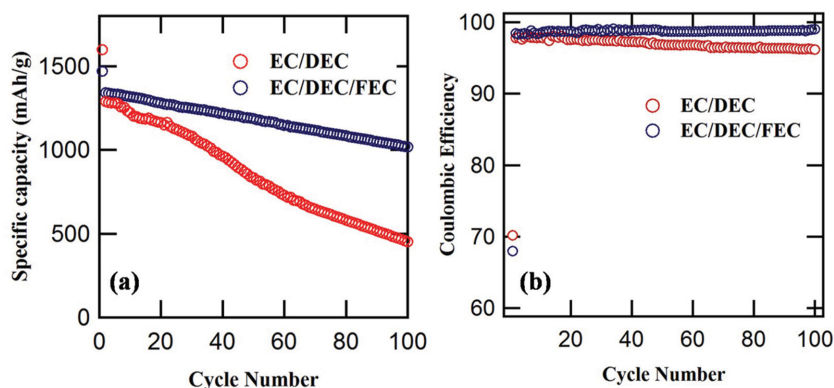 Specific capacity (mAh/g)
1500
1000
500
0
EC/DEC
EC/DEC/FEC
(a)
0
20
40
60
80
100
Cycle Number
Coulombic Efficiency
100
90
80
70
60
EC/DEC
EC/DEC/FEC
(b)
20
40
60
80
100
Cycle Number